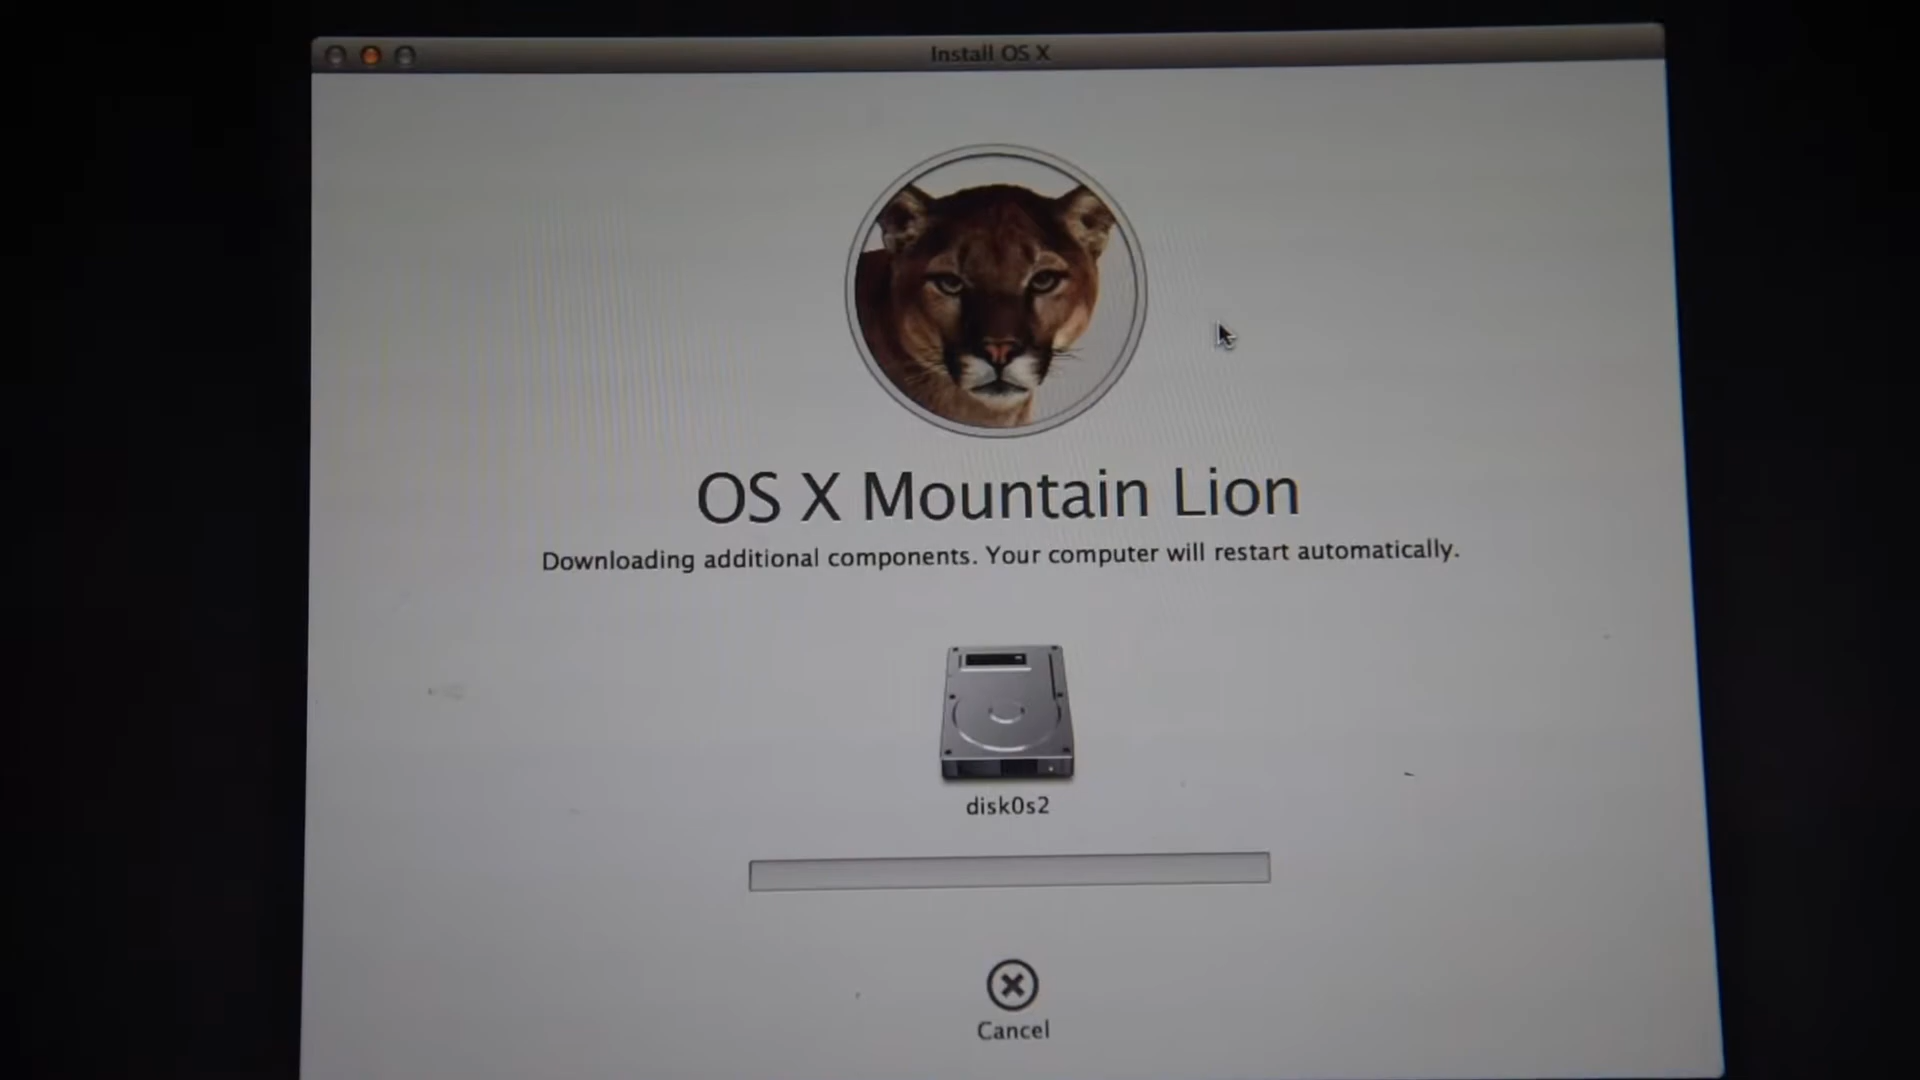 Install OS X
OS X Mountain Lion
Downloading additional components. Your computer will restart automatically.
disk0s2
Cancel